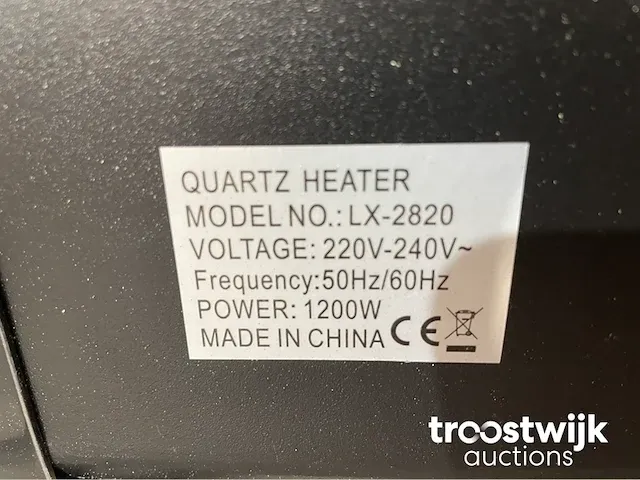 QUARTZ HEATER
MODEL NO.: LX-2820
VOLTAGE: 220V-240V~
Frequency:50Hz/60Hz
POWER: 1200W
MADE IN CHINA CE
troostwijk
auctions